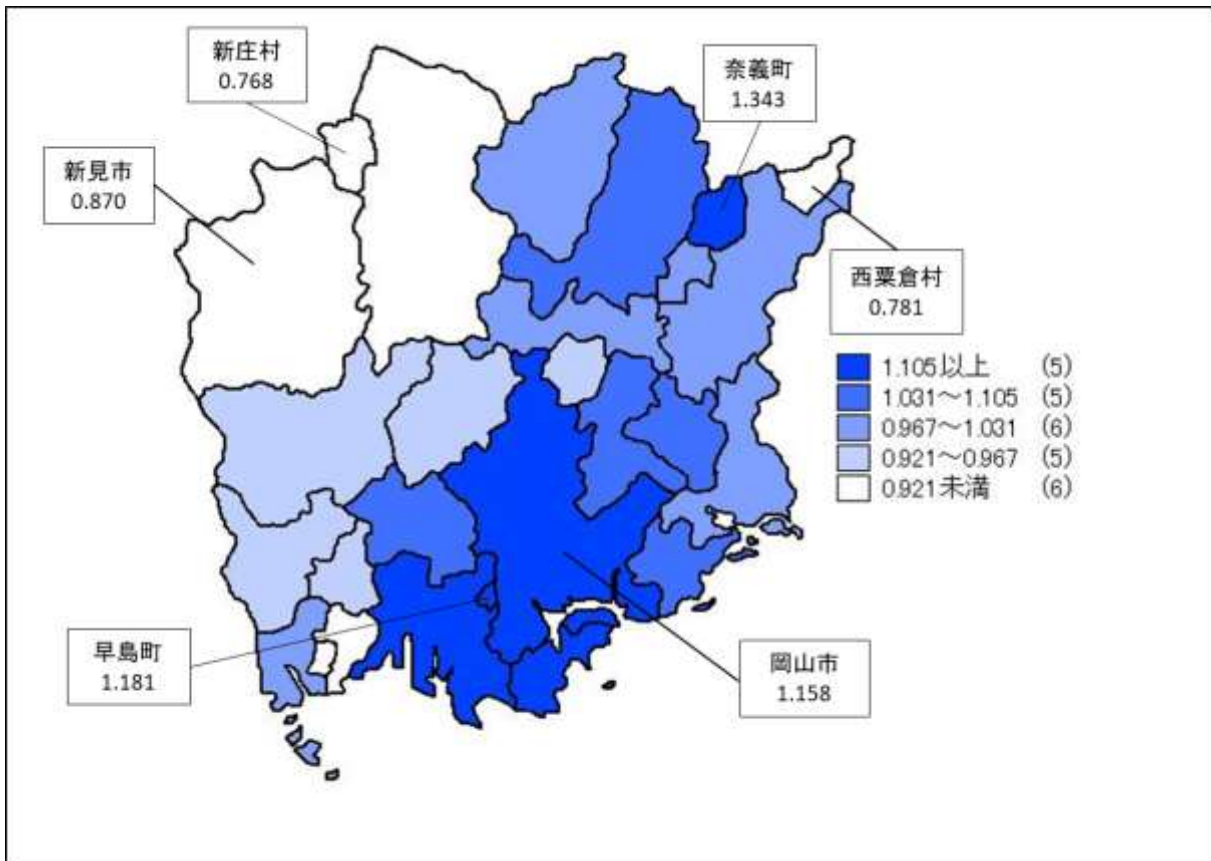 新庄村
0.768
奈義町
1.343
新見市
0.870
西粟倉村
0.781
1.105以上 (5)
1.031～1.105 (5)
0.967～1.031 (6)
0.921～0.967 (5)
0.921未満 (6)
早島町
1.181
岡山市
1.158